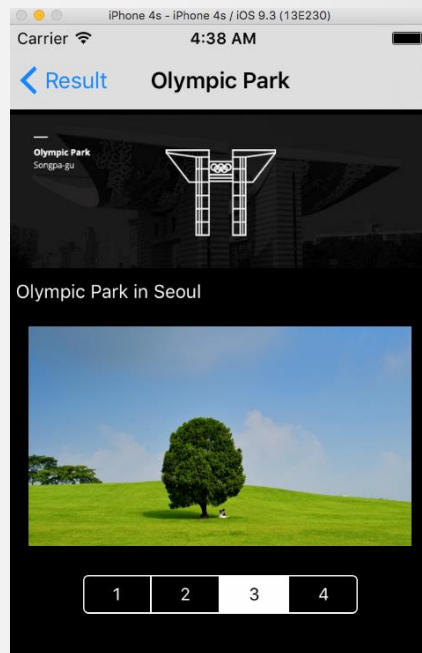 iPhone 4s - iPhone 4s / iOS 9.3 (13E230)
Carrier 4:38 AM
Result Olympic Park
Olympic Park
Songpa-gu
Olympic Park in Seoul
1 2 3 4